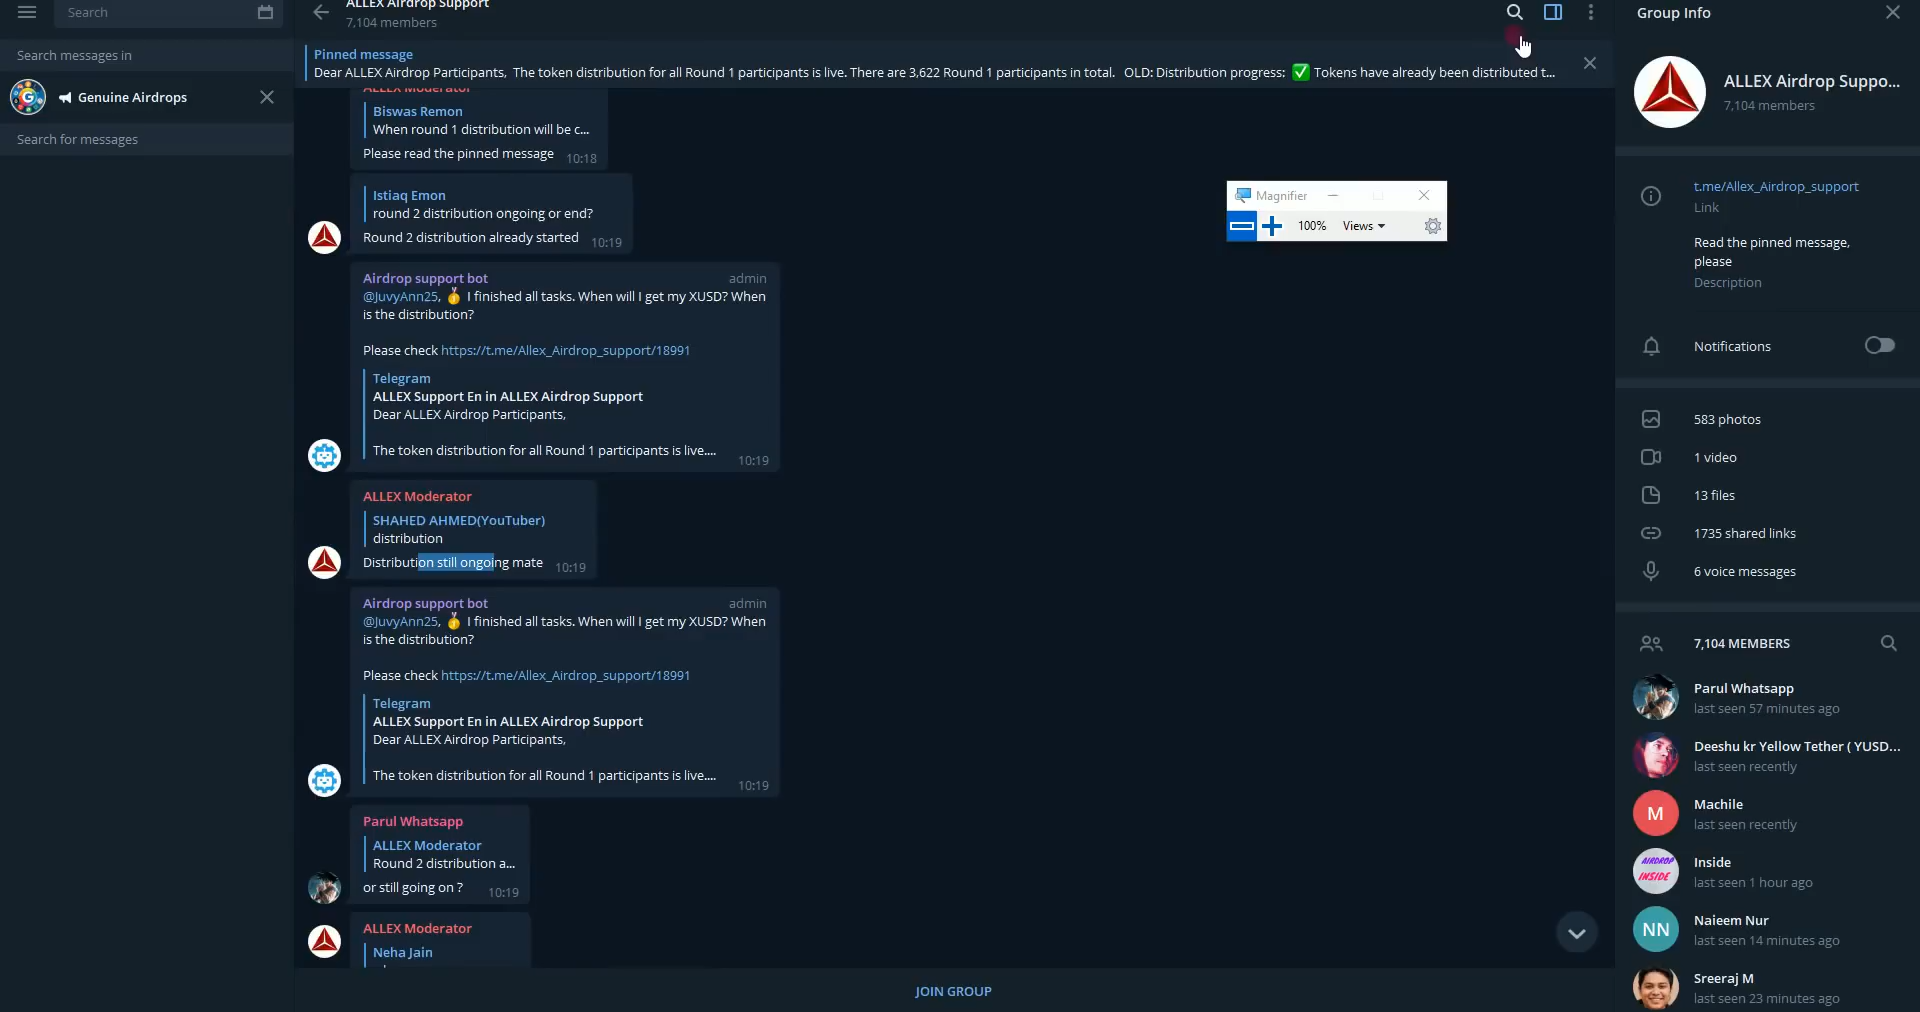 Search
Search messages in
Genuine Airdrops
Search for messages
ALLEX Airdrop Support
7,104 members
Pinned message
Dear ALLEX Airdrop Participants,  The token distribution for all Round 1 participants is live. There are 3,622 Round 1 participants in total.   OLD: Distribution progress: ✅ Tokens have already been distributed t...
ALLEX Moderator
Biswas Remon
When round 1 distribution will be c...
Please read the pinned message 10:18
Istiaq Emon
round 2 distribution ongoing or end?
Round 2 distribution already started 10:19
Airdrop support bot admin
@JuvyAnn25, 🥇 I finished all tasks. When will I get my XUSD? When
is the distribution?
Please check https://t.me/Allex_Airdrop_support/18991
Telegram
ALLEX Support En in ALLEX Airdrop Support
Dear ALLEX Airdrop Participants,
The token distribution for all Round 1 participants is live....
10:19
ALLEX Moderator
SHAHED AHMED(YouTuber)
distribution
Distribution still ongoing mate 10:19
Airdrop support bot admin
@JuvyAnn25, 🥇 I finished all tasks. When will I get my XUSD? When
is the distribution?
Please check https://t.me/Allex_Airdrop_support/18991
Telegram
ALLEX Support En in ALLEX Airdrop Support
Dear ALLEX Airdrop Participants,
The token distribution for all Round 1 participants is live....
10:19
Parul Whatsapp
ALLEX Moderator
Round 2 distribution a...
or still going on ? 10:19
ALLEX Moderator
Neha Jain
JOIN GROUP
Magnifier
100% Views
Group Info
ALLEX Airdrop Suppo...
7,104 members
t.me/Allex_Airdrop_support
Link
Read the pinned message,
please
Description
Notifications
583 photos
1 video
13 files
1735 shared links
6 voice messages
7,104 MEMBERS
Parul Whatsapp
last seen 57 minutes ago
Deeshu kr Yellow Tether ( YUSD...
last seen recently
M
Machile
last seen recently
AIRDROP
INSIDE
Inside
last seen 1 hour ago
NN
Naieem Nur
last seen 14 minutes ago
Sreeraj M
last seen 23 minutes ago